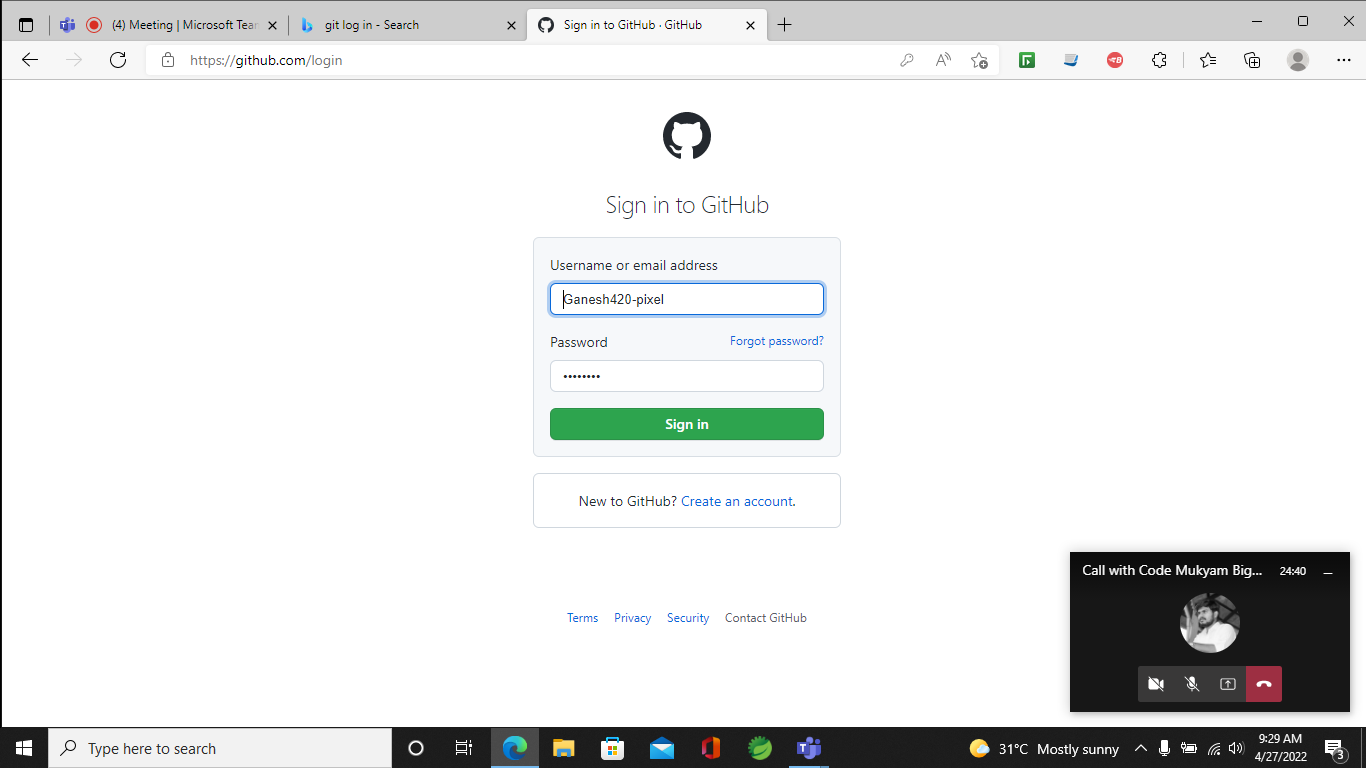 (4) Meeting | Microsoft Tear
git log in - Search
Sign in to GitHub · GitHub
https://github.com/login
Sign in to GitHub
Username or email address
Ganesh420-pixel
Password
Forgot password?
••••••••
Sign in
New to GitHub? Create an account.
Terms
Privacy
Security
Contact GitHub
Call with Code Mukyam Big...
24:40
Type here to search
31°C Mostly sunny
9:29 AM
4/27/2022
3